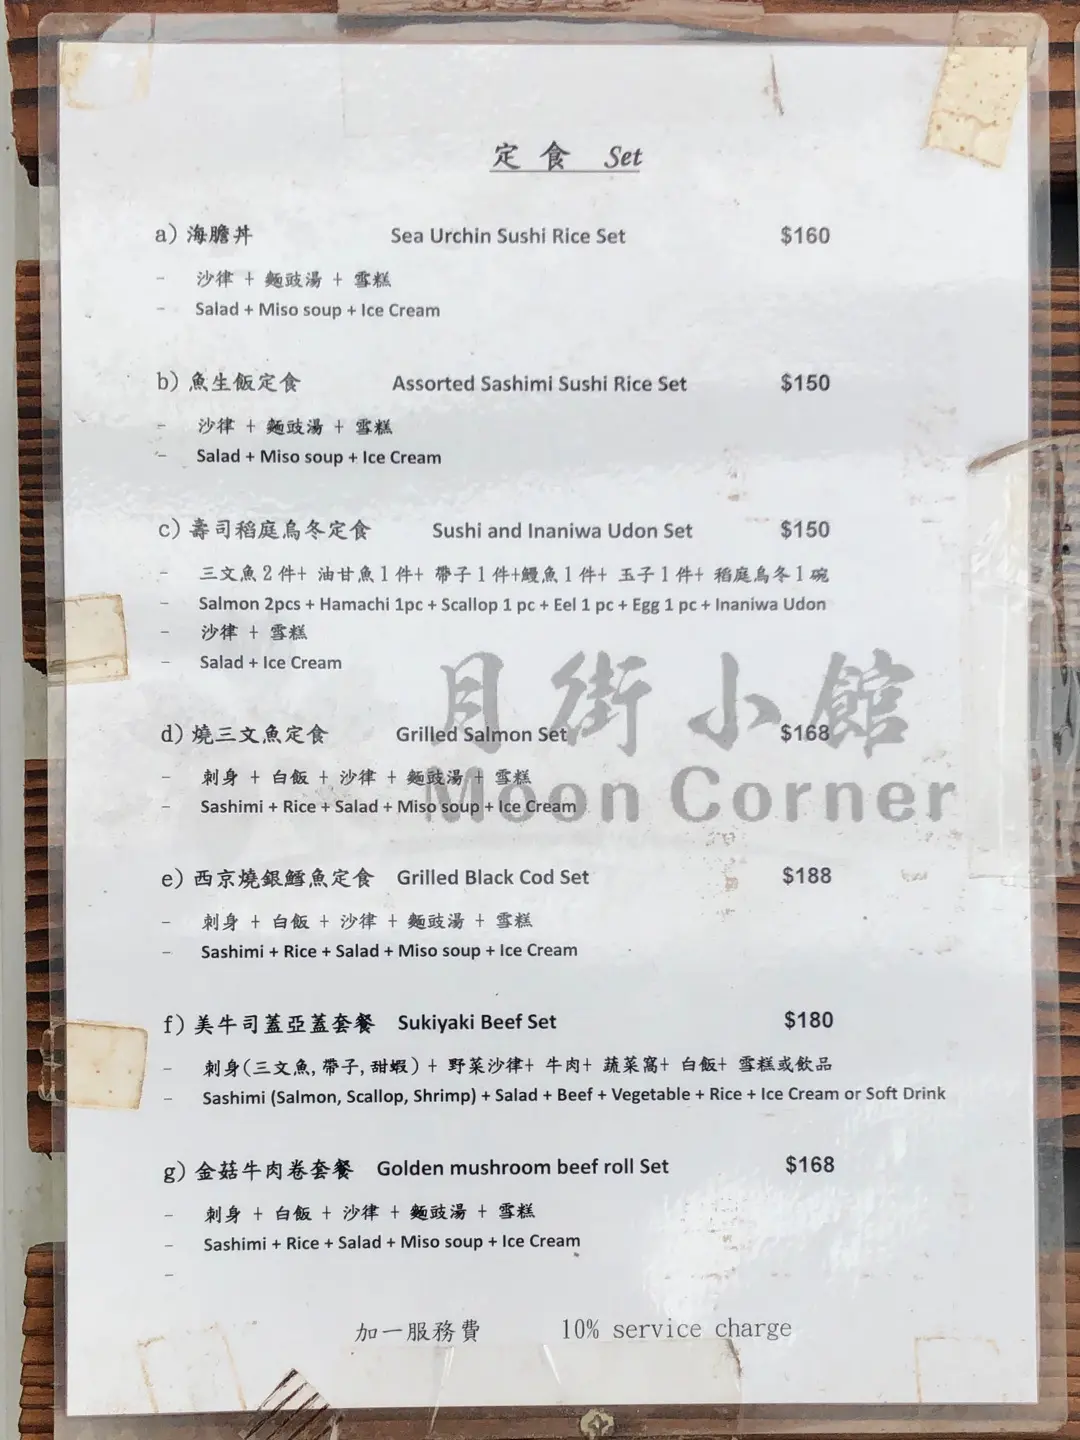 定食 Set
a) 海膽丼 Sea Urchin Sushi Rice Set $160
- 沙律 + 麵豉湯 + 雪糕
- Salad + Miso soup + Ice Cream
b) 魚生飯定食 Assorted Sashimi Sushi Rice Set $150
- 沙律 + 麵豉湯 + 雪糕
- Salad + Miso soup + Ice Cream
c) 壽司稻庭烏冬定食 Sushi and Inaniwa Udon Set $150
- 三文魚2件+ 油甘魚1件+ 帶子1件+鰻魚1件+ 玉子1件+ 稻庭烏冬1碗
- Salmon 2pcs + Hamachi 1pc + Scallop 1 pc + Eel 1 pc + Egg 1 pc + Inaniwa Udon
- 沙律 + 雪糕
- Salad + Ice Cream
月街小館
d) 燒三文魚定食 Grilled Salmon Set $168
- 刺身 + 白飯 + 沙律 + 麵豉湯 + 雪糕
Moon Corner
- Sashimi + Rice + Salad + Miso soup + Ice Cream
e) 西京燒銀鱈魚定食 Grilled Black Cod Set $188
- 刺身 + 白飯 + 沙律 + 麵豉湯 + 雪糕
- Sashimi + Rice + Salad + Miso soup + Ice Cream
f) 美牛司蓋亞蓋套餐 Sukiyaki Beef Set $180
- 刺身(三文魚, 帶子, 甜蝦) + 野菜沙律+ 牛肉+ 蔬菜窩+ 白飯+ 雪糕或飲品
- Sashimi (Salmon, Scallop, Shrimp) + Salad + Beef + Vegetable + Rice + Ice Cream or Soft Drink
g) 金菇牛肉卷套餐 Golden mushroom beef roll Set $168
- 刺身 + 白飯 + 沙律 + 麵豉湯 + 雪糕
- Sashimi + Rice + Salad + Miso soup + Ice Cream
-
加一服務費 10% service charge